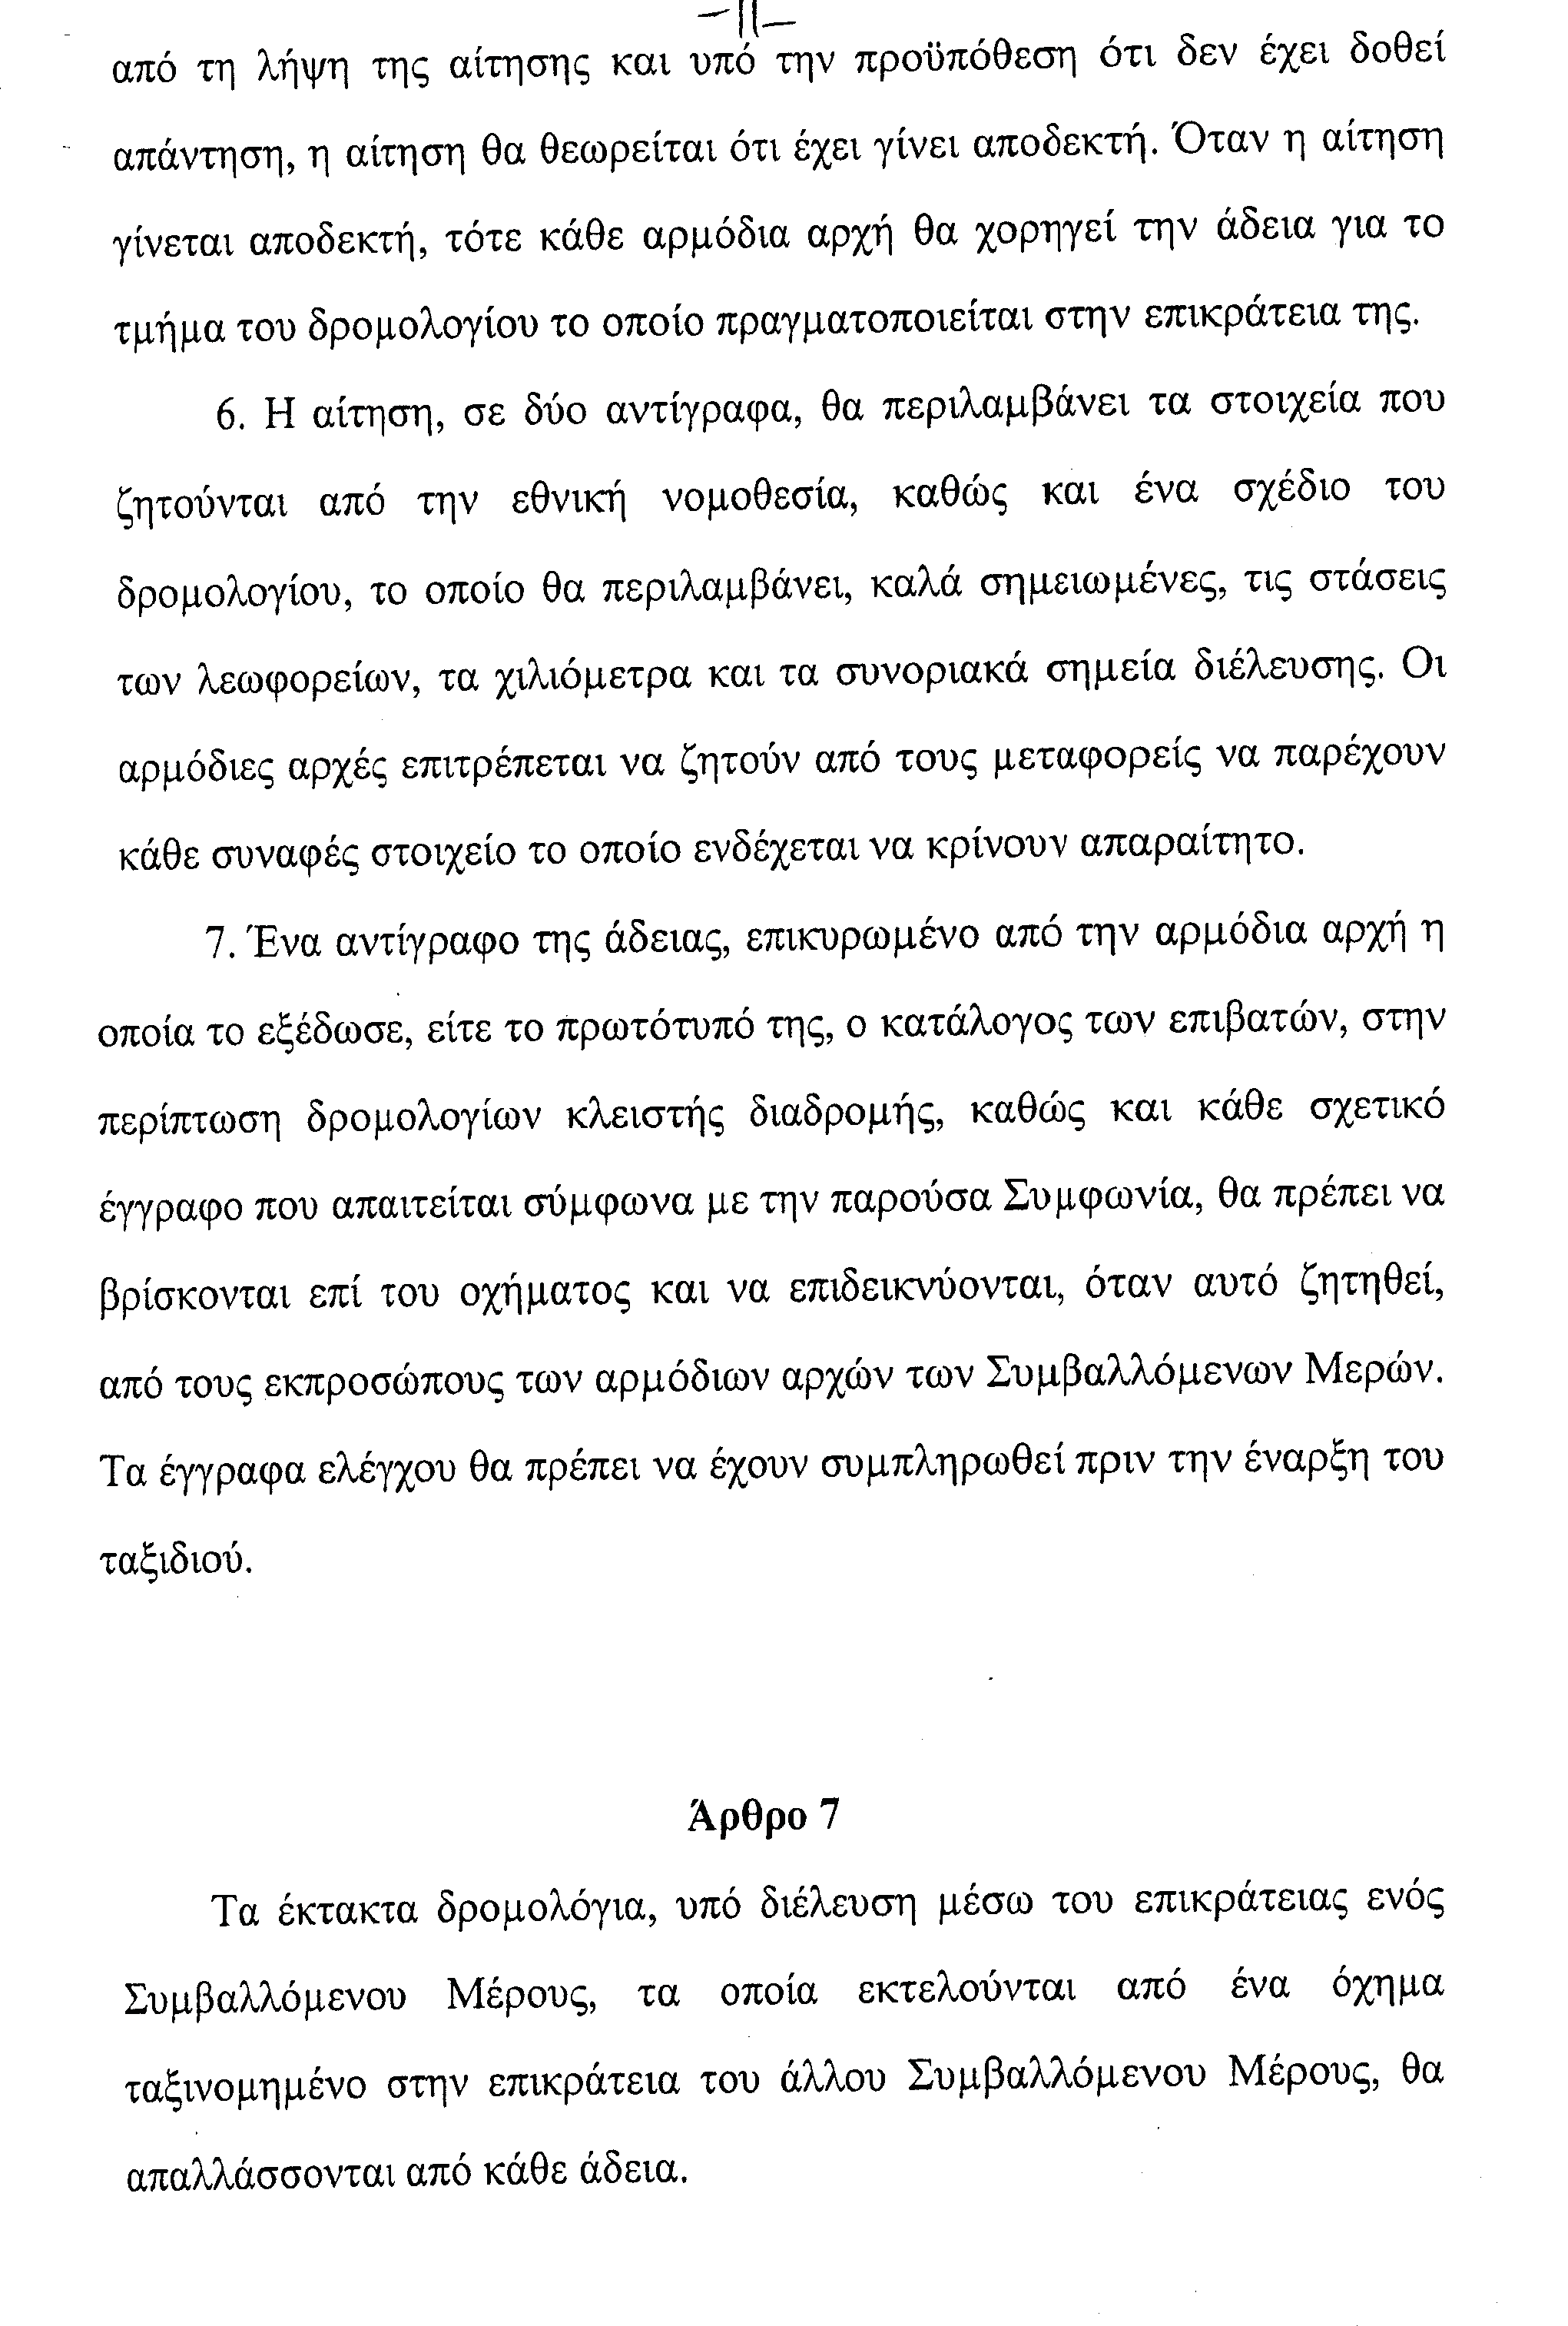 -11-
από τη λήψη της αίτησης και υπό την προϋπόθεση ότι δεν έχει δοθεί
απάντηση, η αίτηση θα θεωρείται ότι έχει γίνει αποδεκτή. Όταν η αίτηση
γίνεται αποδεκτή, τότε κάθε αρμόδια αρχή θα χορηγεί την άδεια για το
τμήμα του δρομολογίου το οποίο πραγματοποιείται στην επικράτεια της.
6. Η αίτηση, σε δύο αντίγραφα, θα περιλαμβάνει τα στοιχεία που
ζητούνται από την εθνική νομοθεσία, καθώς και ένα σχέδιο του
δρομολογίου, το οποίο θα περιλαμβάνει, καλά σημειωμένες, τις στάσεις
των λεωφορείων, τα χιλιόμετρα και τα συνοριακά σημεία διέλευσης. Οι
αρμόδιες αρχές επιτρέπεται να ζητούν από τους μεταφορείς να παρέχουν
κάθε συναφές στοιχείο το οποίο ενδέχεται να κρίνουν απαραίτητο.
7. Ένα αντίγραφο της άδειας, επικυρωμένο από την αρμόδια αρχή η
οποία το εξέδωσε, είτε το πρωτότυπό της, ο κατάλογος των επιβατών, στην
περίπτωση δρομολογίων κλειστής διαδρομής, καθώς και κάθε σχετικό
έγγραφο που απαιτείται σύμφωνα με την παρούσα Συμφωνία, θα πρέπει να
βρίσκονται επί του οχήματος και να επιδεικνύονται, όταν αυτό ζητηθεί,
από τους εκπροσώπους των αρμόδιων αρχών των Συμβαλλόμενων Μερών.
Τα έγγραφα ελέγχου θα πρέπει να έχουν συμπληρωθεί πριν την έναρξη του
ταξιδιού.
Άρθρο 7
Τα έκτακτα δρομολόγια, υπό διέλευση μέσω του επικράτειας ενός
Συμβαλλόμενου Μέρους, τα οποία εκτελούνται από ένα όχημα
ταξινομημένο στην επικράτεια του άλλου Συμβαλλόμενου Μέρους, θα
απαλλάσσονται από κάθε άδεια.